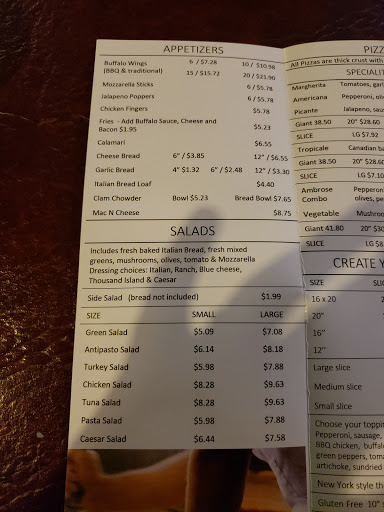 APPETIZERS
Buffalo Wings 6 / $7.28 10 / $10.98
(BBQ & traditional) 15 / $15.72 20 / $21.90
Mozzarella Sticks 6 / $5.78
Jalapeno Poppers 6 / $5.78
Chicken Fingers $5.78
Fries - Add Buffalo Sauce, Cheese and
Bacon $1.95 $5.23
Calamari $6.55
Cheese Bread 6" / $3.85 12" / $6.55
Garlic Bread 4" $1.32 6" / $2.48 12" / $3.30
Italian Bread Loaf $4.40
Clam Chowder Bowl $5.23 Bread Bowl $7.65
Mac N Cheese $8.75
SALADS
Includes fresh baked Italian Bread, fresh mixed
greens, mushrooms, olives, tomato & Mozzarella
Dressing choices: Italian, Ranch, Blue cheese,
Thousand Island & Caesar
Side Salad (bread not included) $1.99
SIZE SMALL LARGE
Green Salad $5.09 $7.08
Antipasto Salad $6.14 $8.18
Turkey Salad $5.98 $7.88
Chicken Salad $8.28 $9.63
Tuna Salad $8.28 $9.63
Pasta Salad $5.98 $7.88
Caesar Salad $6.44 $7.58
PIZZ
All Pizzas are thick crust with
SPECIALI
Margherita Tomatoes, garl
Americana Pepperoni, oliv
Picante Jalapeno, saus
Giant 38.50 20" $28.60
SLICE LG $7.92
Tropicale Canadian ba
Giant 38.50 20" $28.60
SLICE LG $7.10
Ambrose Pepperon
Combo olives, pe
Vegetable Mushroo
Giant 41.80 20" $30
SLICE LG $8
CREATE Y
SIZE SLIC
16 x 20 2
20"
16"
12"
Large slice
Medium slice
Small slice
Choose your toppi
Pepperoni, sausage,
BBQ chicken, buffalo
green peppers, toma
artichoke, sundried
New York style th
Gluten Free 10"